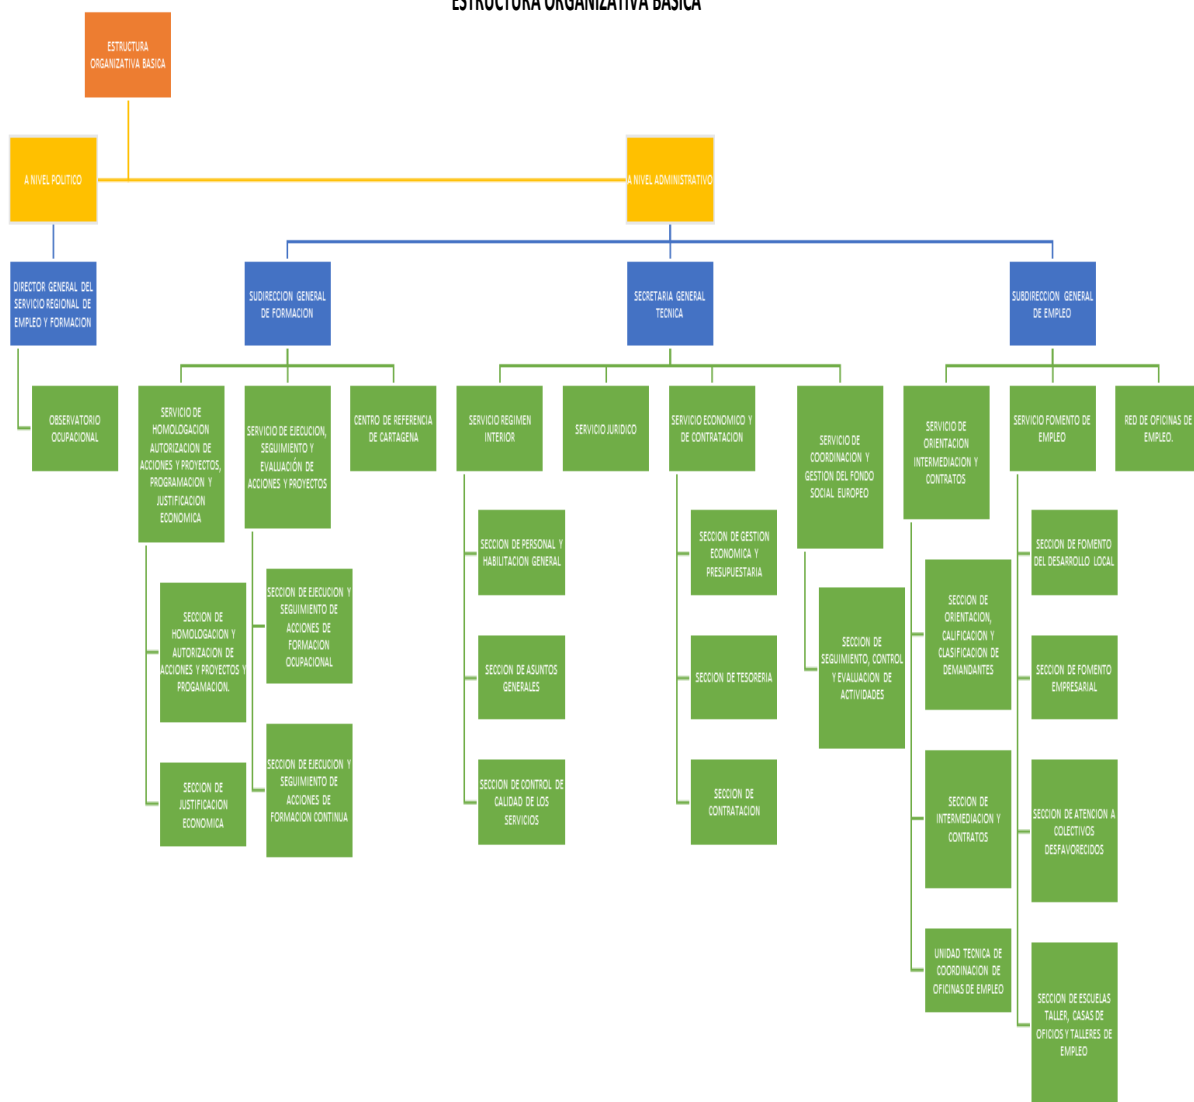 ESTRUCTURA ORGANIZATIVA BASICA
ESTRUCTURA
ORGANIZATIVA BASICA
A NIVEL POLITICO
A NIVEL ADMINISTRATIVO
DIRECTOR GENERAL DEL
SERVICIO REGIONAL DE
EMPLEO Y FORMACION
SUDIRECCION GENERAL
DE FORMACION
SECRETARIA GENERAL
TECNICA
SUBDIRECCION GENERAL
DE EMPLEO
OBSERVATORIO
OCUPACIONAL
SERVICIO DE
HOMOLOGACION
AUTORIZACION DE
ACCIONES Y PROYECTOS,
PROGRAMACION Y
JUSTIFICACION
ECONOMICA
SERVICIO DE EJECUCION,
SEGUIMIENTO Y
EVALUACIÓN DE
ACCIONES Y PROYECTOS
CENTRO DE REFERENCIA
DE CARTAGENA
SERVICIO REGIMEN
INTERIOR
SERVICIO JURIDICO
SERVICIO ECONOMICO Y
DE CONTRATACION
SERVICIO DE
COORDINACION Y
GESTION DEL FONDO
SOCIAL EUROPEO
SERVICIO DE
ORIENTACION
INTERMEDIACION Y
CONTRATOS
SERVICIO FOMENTO DE
EMPLEO
RED DE OFICINAS DE
EMPLEO.
SECCION DE
HOMOLOGACION Y
AUTORIZACION DE
ACCIONES Y PROYECTOS Y
PROGAMACION.
SECCION DE
JUSTIFICACION
ECONOMICA
SECCION DE EJECUCION Y
SEGUIMIENTO DE
ACCIONES DE
FORMACION
OCUPACIONAL
SECCION DE EJECUCION Y
SEGUIMIENTO DE
ACCIONES DE
FORMACION CONTINUA
SECCION DE PERSONAL Y
HABILITACION GENERAL
SECCION DE ASUNTOS
GENERALES
SECCION DE CONTROL DE
CALIDAD DE LOS
SERVICIOS
SECCION DE GESTION
ECONOMICA Y
PRESUPUESTARIA
SECCION DE TESORERIA
SECCION DE
CONTRATACION
SECCION DE
SEGUIMIENTO, CONTROL
Y EVALUACION DE
ACTIVIDADES
SECCION DE
ORIENTACION,
CALIFICACION Y
CLASIFICACION DE
DEMANDANTES
SECCION DE
INTERMEDIACION Y
CONTRATOS
UNIDAD TECNICA DE
COORDINACION DE
OFICINAS DE EMPLEO
SECCION DE FOMENTO
DEL DESARROLLO LOCAL
SECCION DE FOMENTO
EMPRESARIAL
SECCION DE ATENCION A
COLECTIVOS
DESFAVORECIDOS
SECCION DE ESCUELAS
TALLER, CASAS DE
OFICIOS Y TALLERES DE
EMPLEO